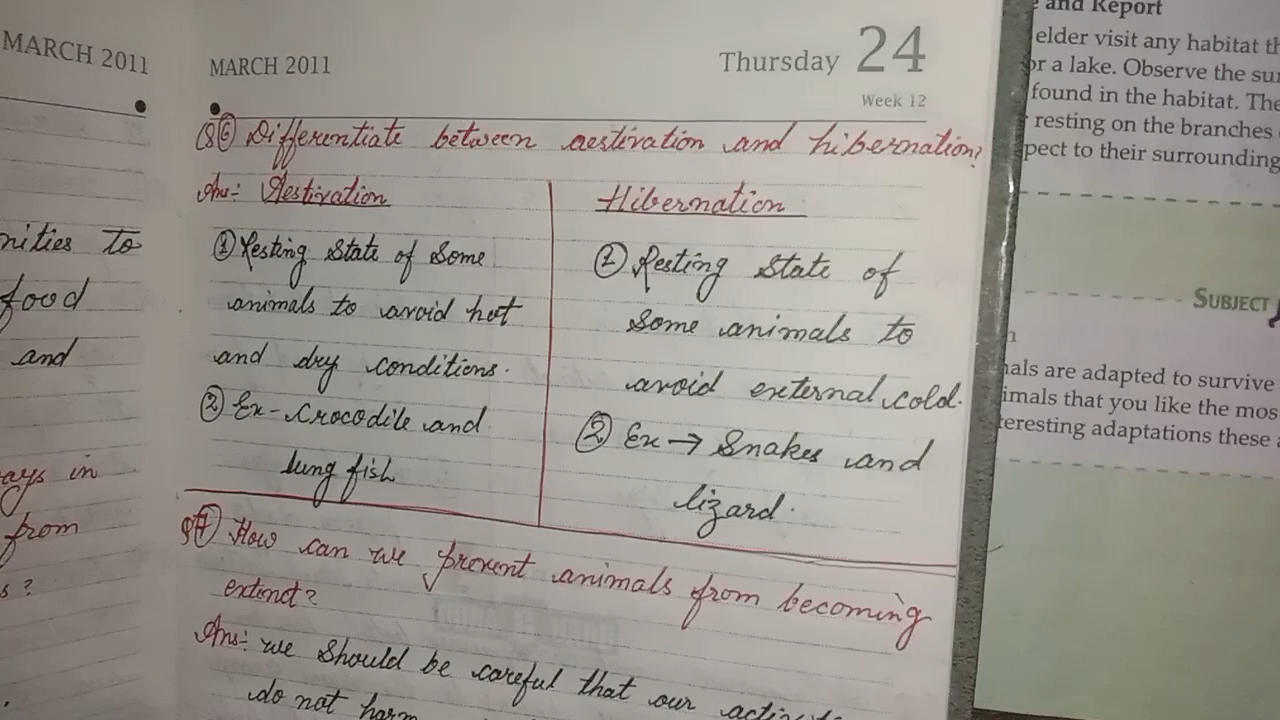 MARCH 2011
nities to
food
and
ays in
from
s?
MARCH 2011
Thursday 24
Week 12
Q6 Differentiate between aestivation and hibernation?
Ans:- Aestivation
① Resting State of Some
animals to avoid hot
and dry conditions.
② Ex- Crocodile and
lung fish
Hibernation
① Resting State of
Some animals to
avoid external cold.
② Ex → Snakes and
lizard.
Q7 How can we prevent animals from becoming
extinct?
Ans:- we should be careful that our
do not harm
and Report
elder visit any habitat th
or a lake. Observe the su
found in the habitat. The
resting on the branches
pect to their surrounding
SUBJECT
als are adapted to survive
imals that you like the mos
teresting adaptations these a